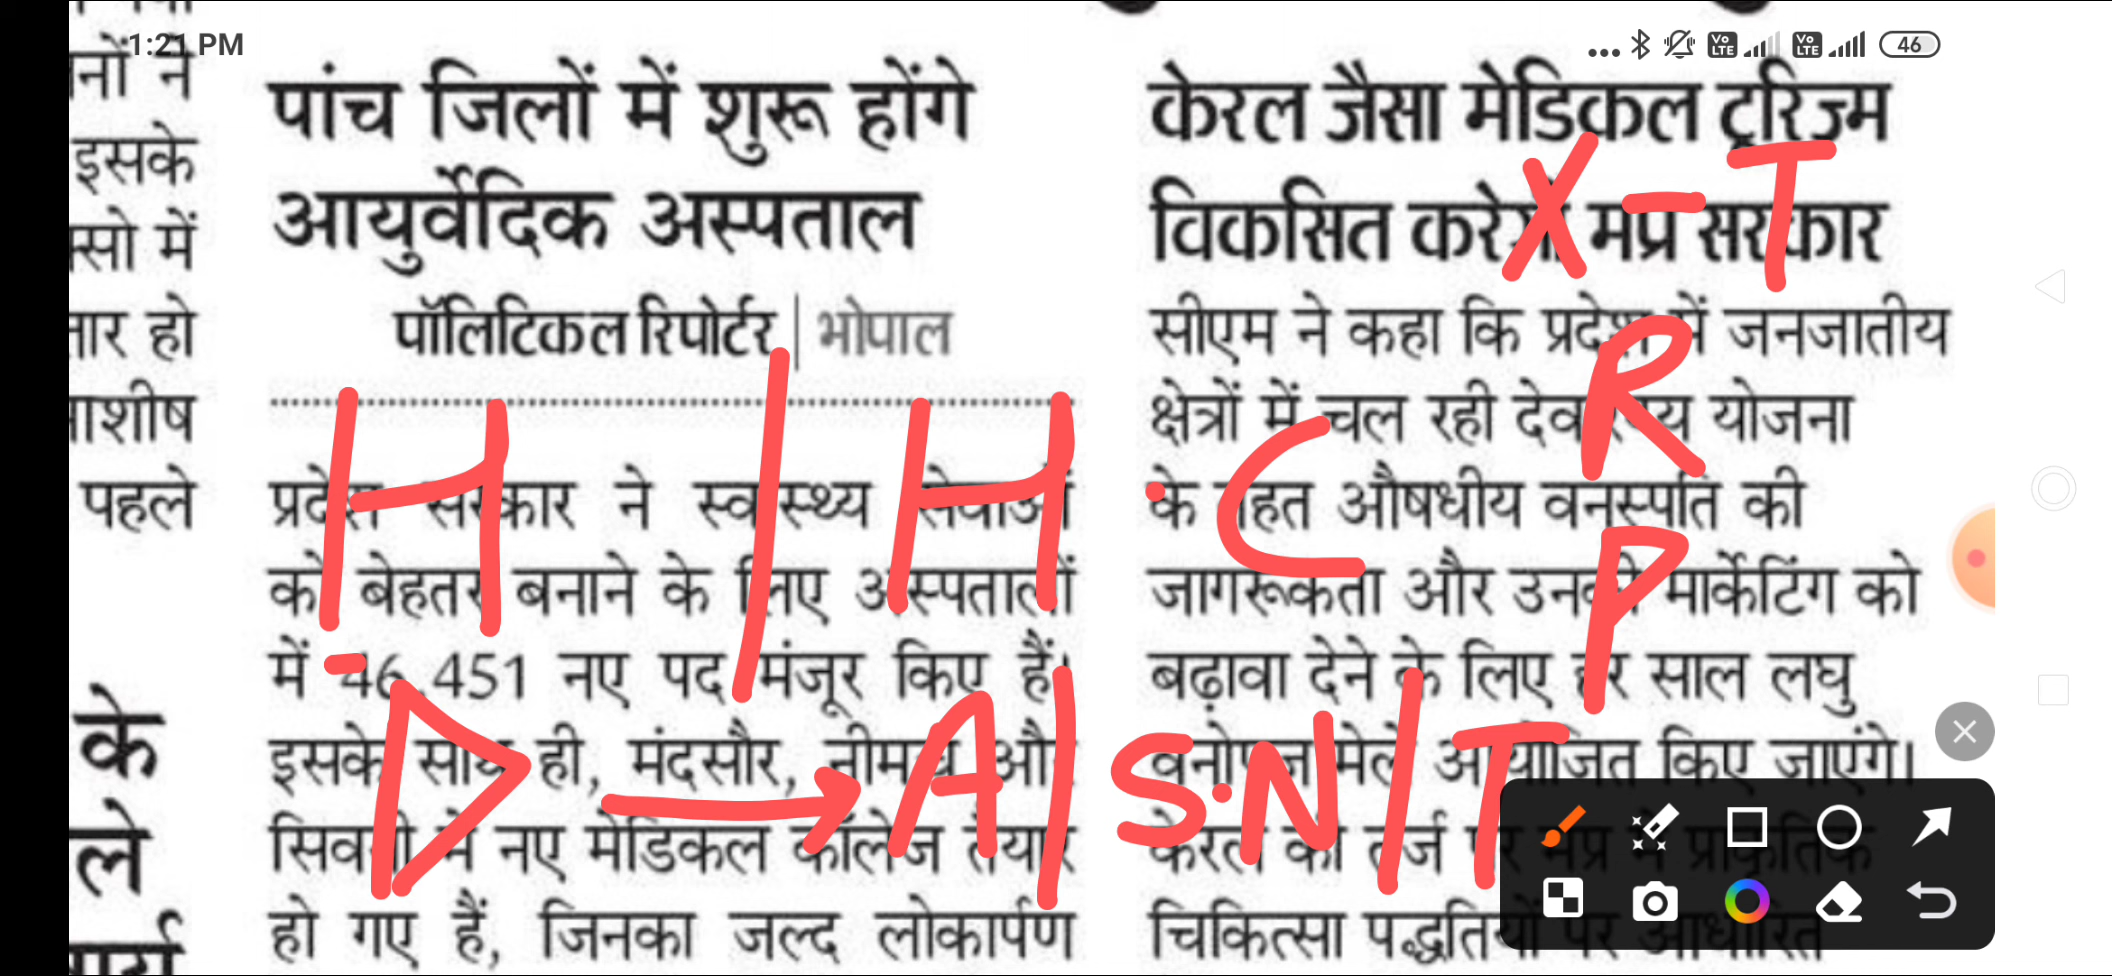 1:21 PM
46
नों ने
इसके
में
हो
पहले
के
ले
पांच जिलों में शुरू होंगे
आयुर्वेदिक अस्पताल
पॉलिटिकल रिपोर्टर | भोपाल
प्रदेश सरकार ने स्वास्थ्य सेवाओं
को बेहतर बनाने के लिए अस्पतालों
में 46,451 नए पद मंजूर किए हैं।
इसके साथ ही, मंदसौर, नीमच और
सिवनी में नए मेडिकल कॉलेज तैयार
हो गए हैं, जिनका जल्द लोकार्पण
केरल जैसा मेडिकल टूरिज्म
विकसित करेगी मप्र सरकार
सीएम ने कहा कि प्रदेश में जनजातीय
क्षेत्रों में चल रही देवारण्य योजना
के तहत औषधीय वनस्पति की
जागरूकता और उनकी मार्केटिंग को
बढ़ावा देने के लिए हर साल लघु
वनोपज मेले आयोजित किए जाएंगे।
केरल की तर्ज पर मप्र में प्राकृतिक
चिकित्सा पद्धतियों पर आधारित
X-T
R
H | H . C
P
- D → A | S.N / T